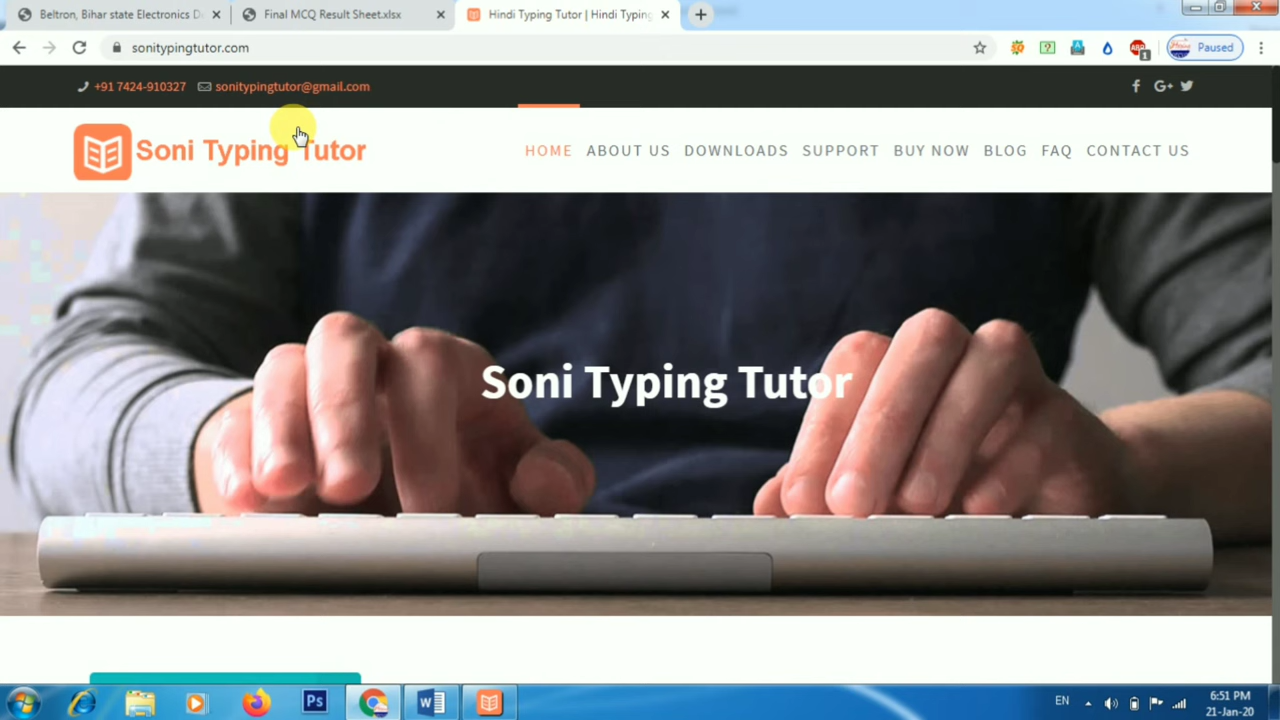 Beltron, Bihar state Electronics D
Final MCQ Result Sheet.xlsx
Hindi Typing Tutor | Hindi Typing
sonitypingtutor.com
Paused
+91 7424-910327
sonitypingtutor@gmail.com
Soni Typing Tutor
HOME ABOUT US DOWNLOADS SUPPORT BUY NOW BLOG FAQ CONTACT US
Soni Typing Tutor
EN
6:51 PM
21-Jan-20